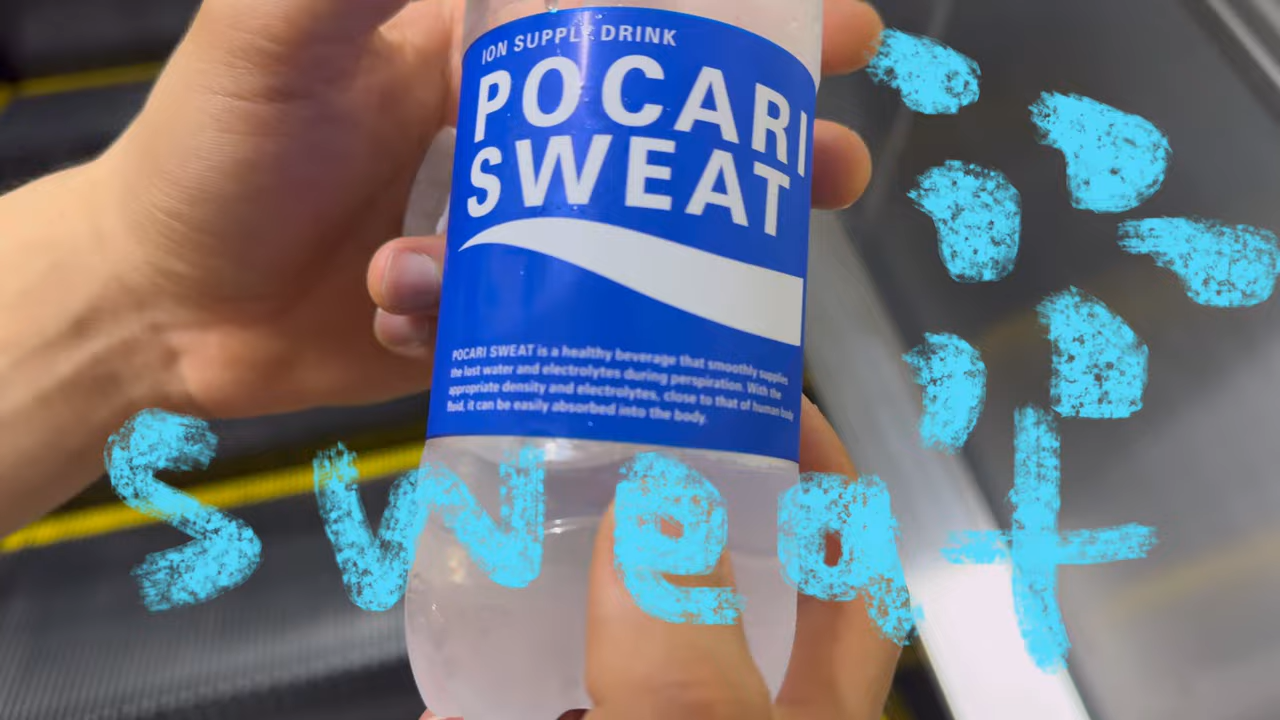 ION SUPPLY DRINK
POCARI
SWEAT
POCARI SWEAT is a healthy beverage that smoothly supplies
the lost water and electrolytes during perspiration. With the
appropriate density and electrolytes, close to that of human body
fluid, it can be easily absorbed into the body.
sweat